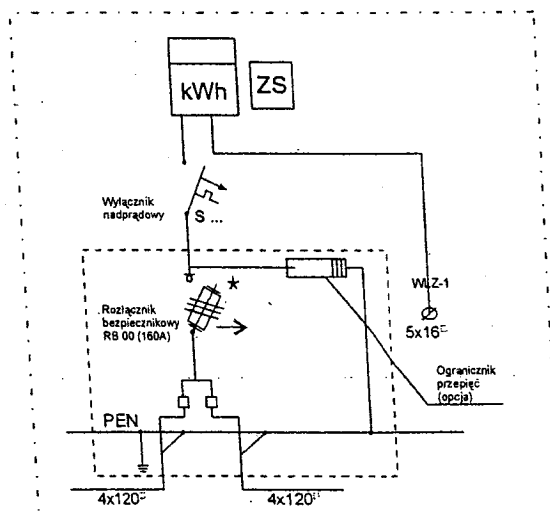 kWh
ZS
Wyłącznik
nadprądowy
S ...
WLZ-1
5x16
Rozłącznik
bezpiecznikowy
RB 00 (160A)
Ogranicznik
przepięć
(opcja)
PEN
4x120
4x120